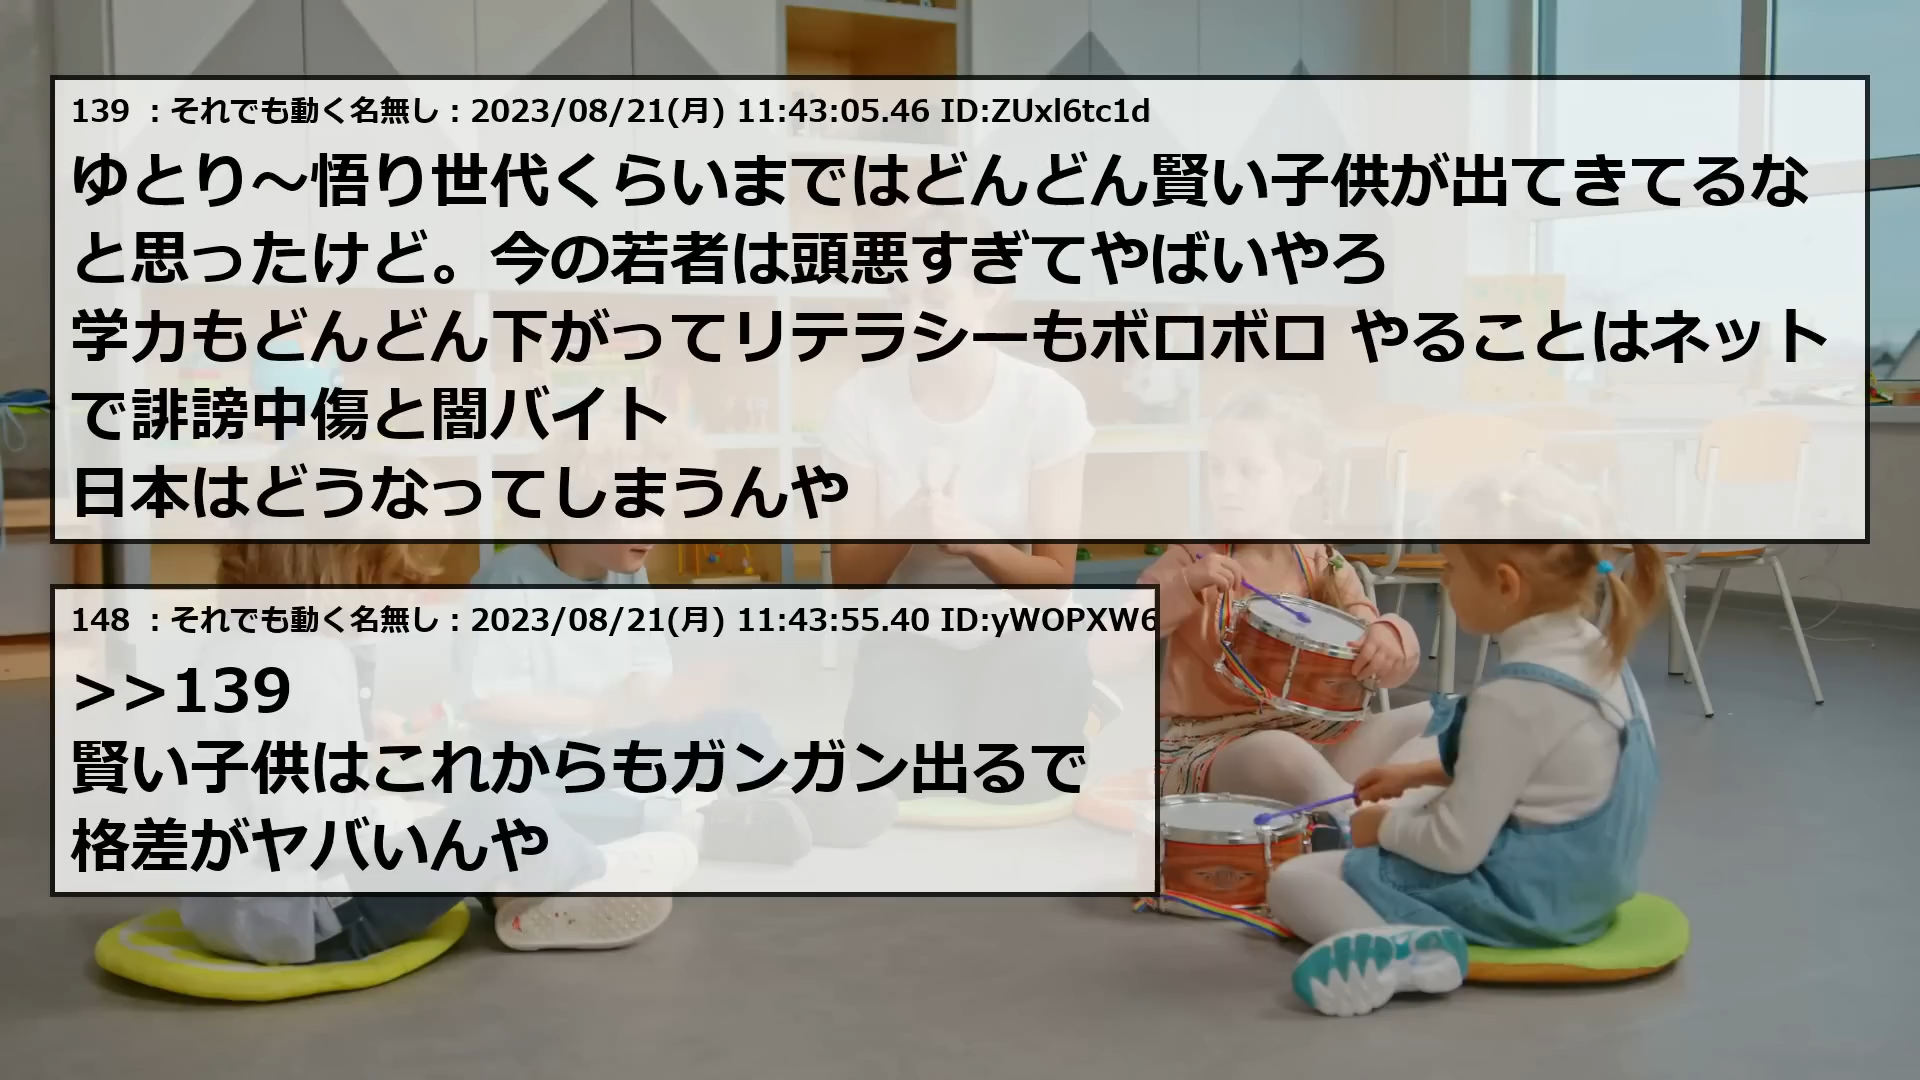 139 ：それでも動く名無し：2023/08/21(月) 11:43:05.46 ID:ZUxl6tc1d
ゆとり～悟り世代くらいまではどんどん賢い子供が出てきてるな
と思ったけど。今の若者は頭悪すぎてやばいやろ
学力もどんどん下がってリテラシーもボロボロ やることはネット
で誹謗中傷と闇バイト
日本はどうなってしまうんや
148 ：それでも動く名無し：2023/08/21(月) 11:43:55.40 ID:yWOPXW6
>>139
賢い子供はこれからもガンガン出るで
格差がヤバいんや